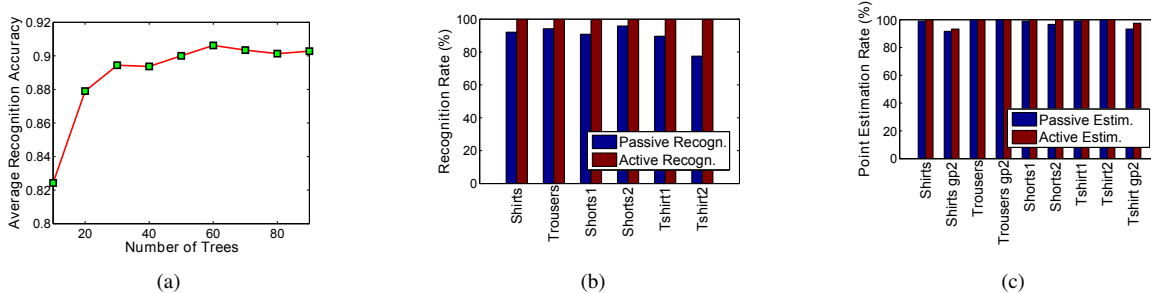 0.92
0.9
0.88
0.86
0.84
0.82
0.8
20
40
60
80
Average Recognition Accuracy
Number of Trees
(a)
100
80
60
40
20
0
Recognition Rate (%)
Passive Recogn.
Active Recogn.
Shirts
Trousers
Shorts1
Shorts2
Tshirt1
Tshirt2
(b)
100
80
60
40
20
0
Point Estimation Rate (%)
Passive Estim.
Active Estim.
Shirts
Shirts gp2
Trousers
Trousers gp2
Shorts1
Shorts2
Tshirt1
Tshirt2
Tshirt gp2
(c)